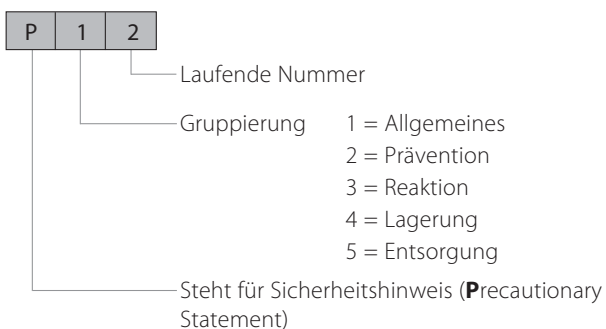 P 1 2
Laufende Nummer
Gruppierung 1 = Allgemeines
2 = Prävention
3 = Reaktion
4 = Lagerung
5 = Entsorgung
Steht für Sicherheitshinweis (Precautionary
Statement)